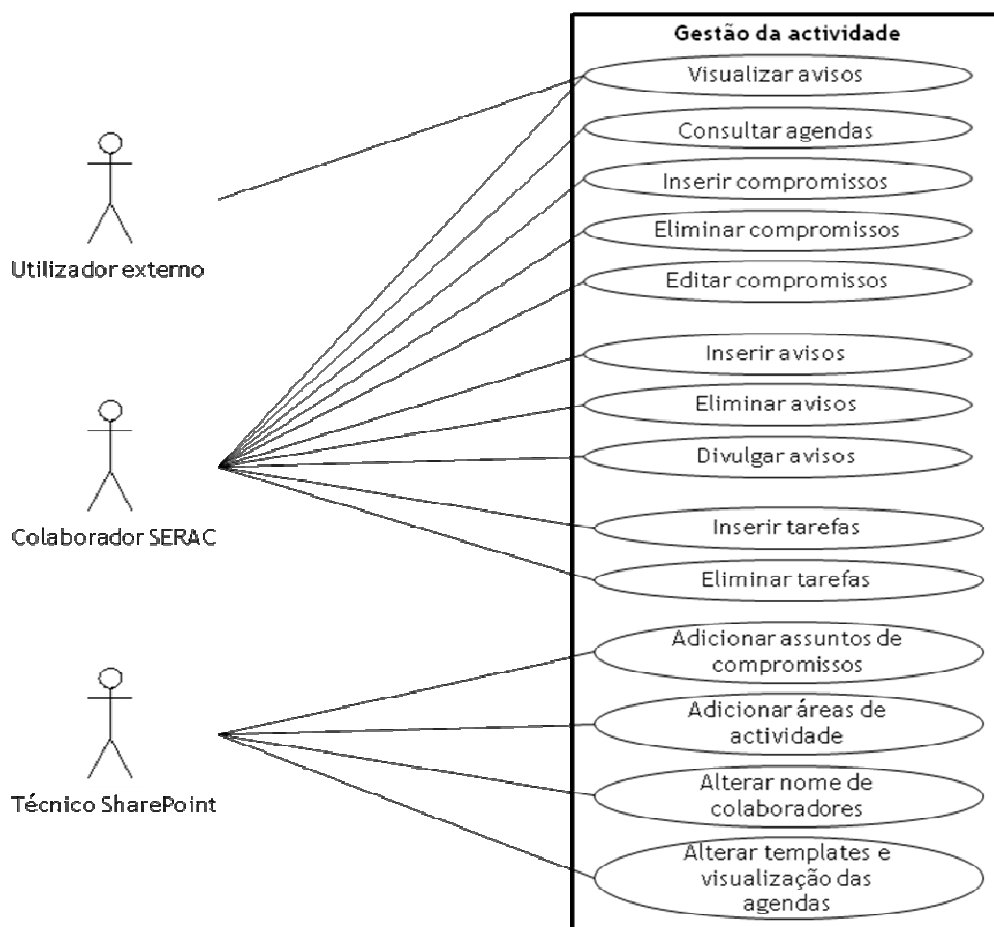 Gestão da actividade
Visualizar avisos
Consultar agendas
Inserir compromissos
Eliminar compromissos
Editar compromissos
Inserir avisos
Eliminar avisos
Divulgar avisos
Inserir tarefas
Eliminar tarefas
Adicionar assuntos de
compromissos
Adicionar áreas de
actividade
Alterar nome de
colaboradores
Alterar templates e
visualização das
agendas
Utilizador externo
Colaborador SERAC
Técnico SharePoint